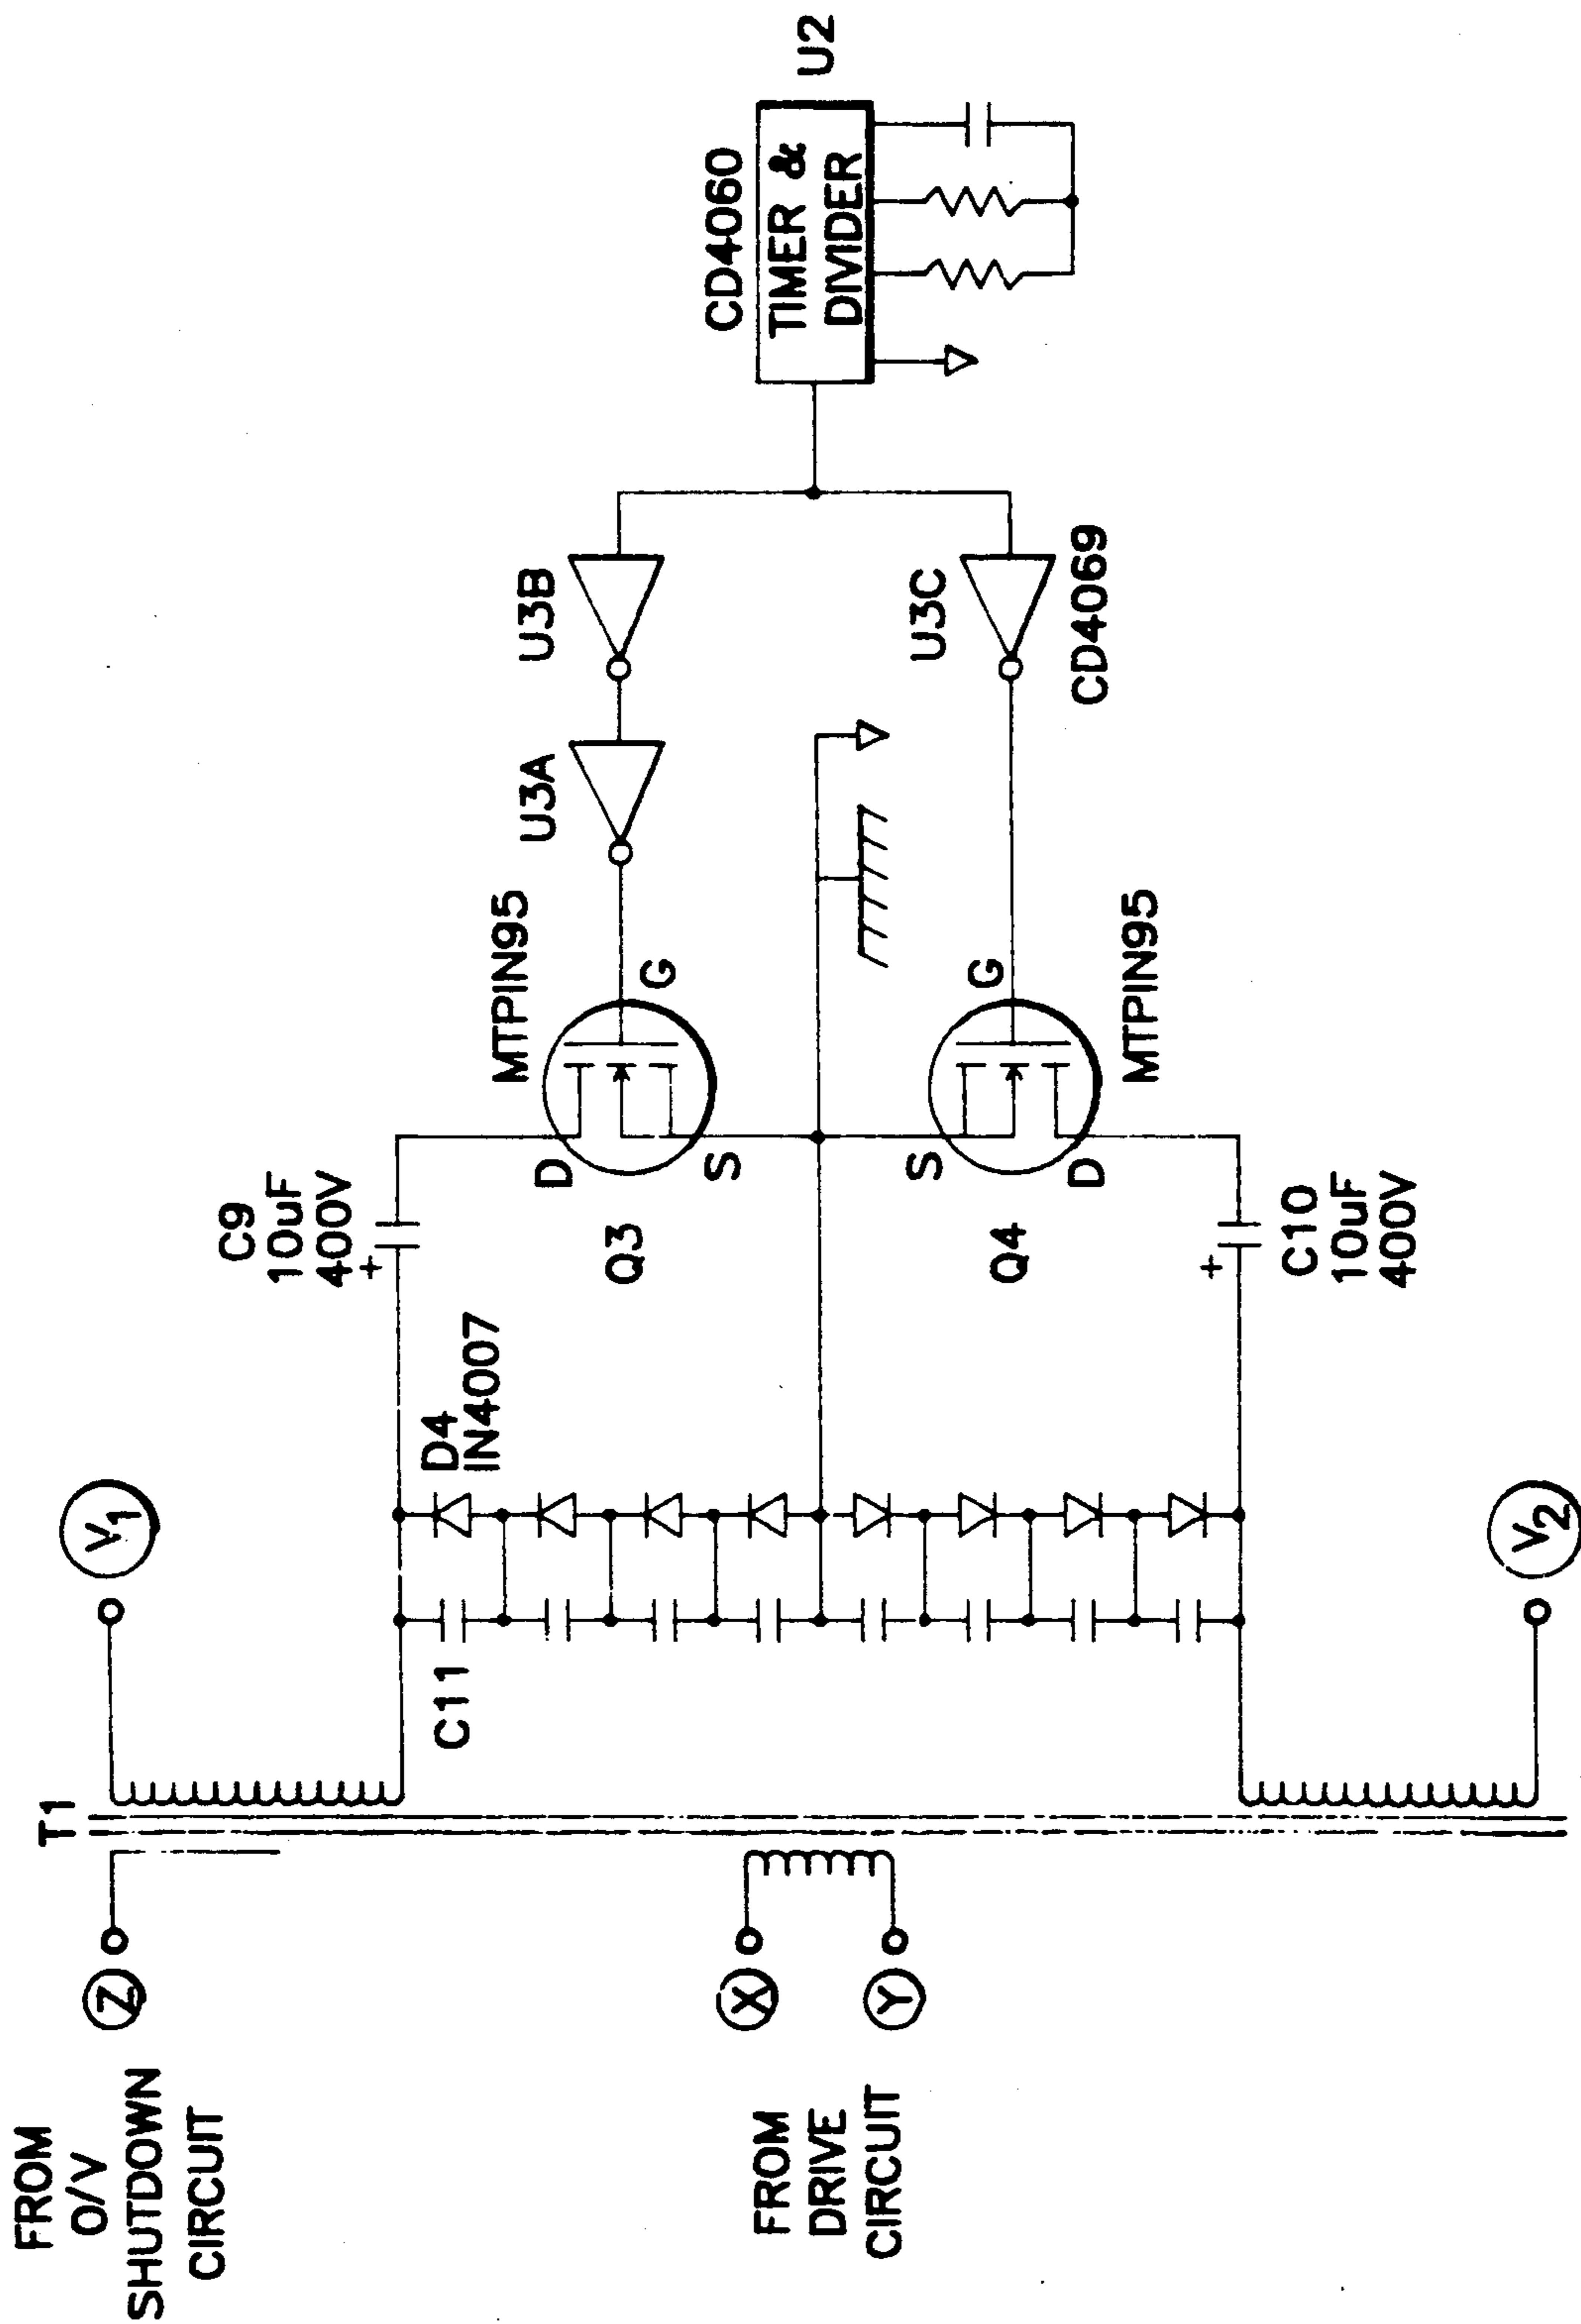 FROM
O/V
SHUTDOWN
CIRCUIT
Z
T1
V1
FROM
DRIVE
CIRCUIT
X
Y
V2
C11
D4
IN4007
C9
10uF
400V
+
Q3
D
S
G
MTPIN95
Q4
S
D
G
MTPIN95
+
C10
10uF
400V
U3A
U3B
U3C
CD4069
CD4060
TIMER &
DIVIDER
U2